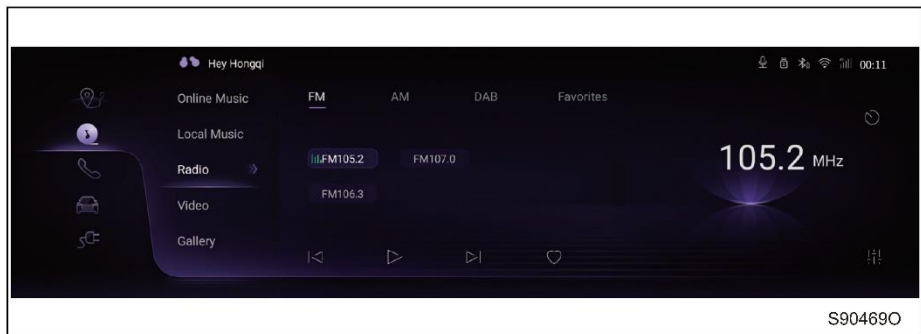 Hey Hongqi
00:11
Online Music
FM AM DAB Favorites
Local Music
Radio
FM105.2 FM107.0
105.2 MHz
Video
FM106.3
Gallery
S90469O